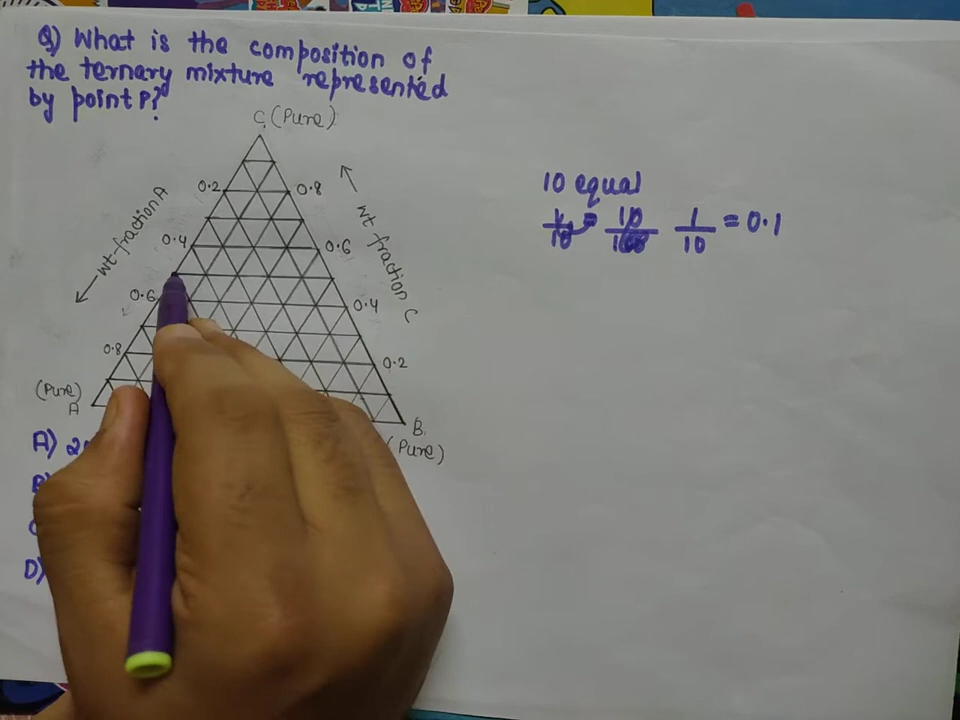 Q) What is the composition of
the ternary mixture represented
by point P?
C (Pure)
0.2
0.8
wt-fraction A
wt-fraction C
0.4
0.6
0.6
0.4
0.8
0.2
(Pure)
A
B
(Pure)
A)
D)
10 equal
1/10 = 0.1